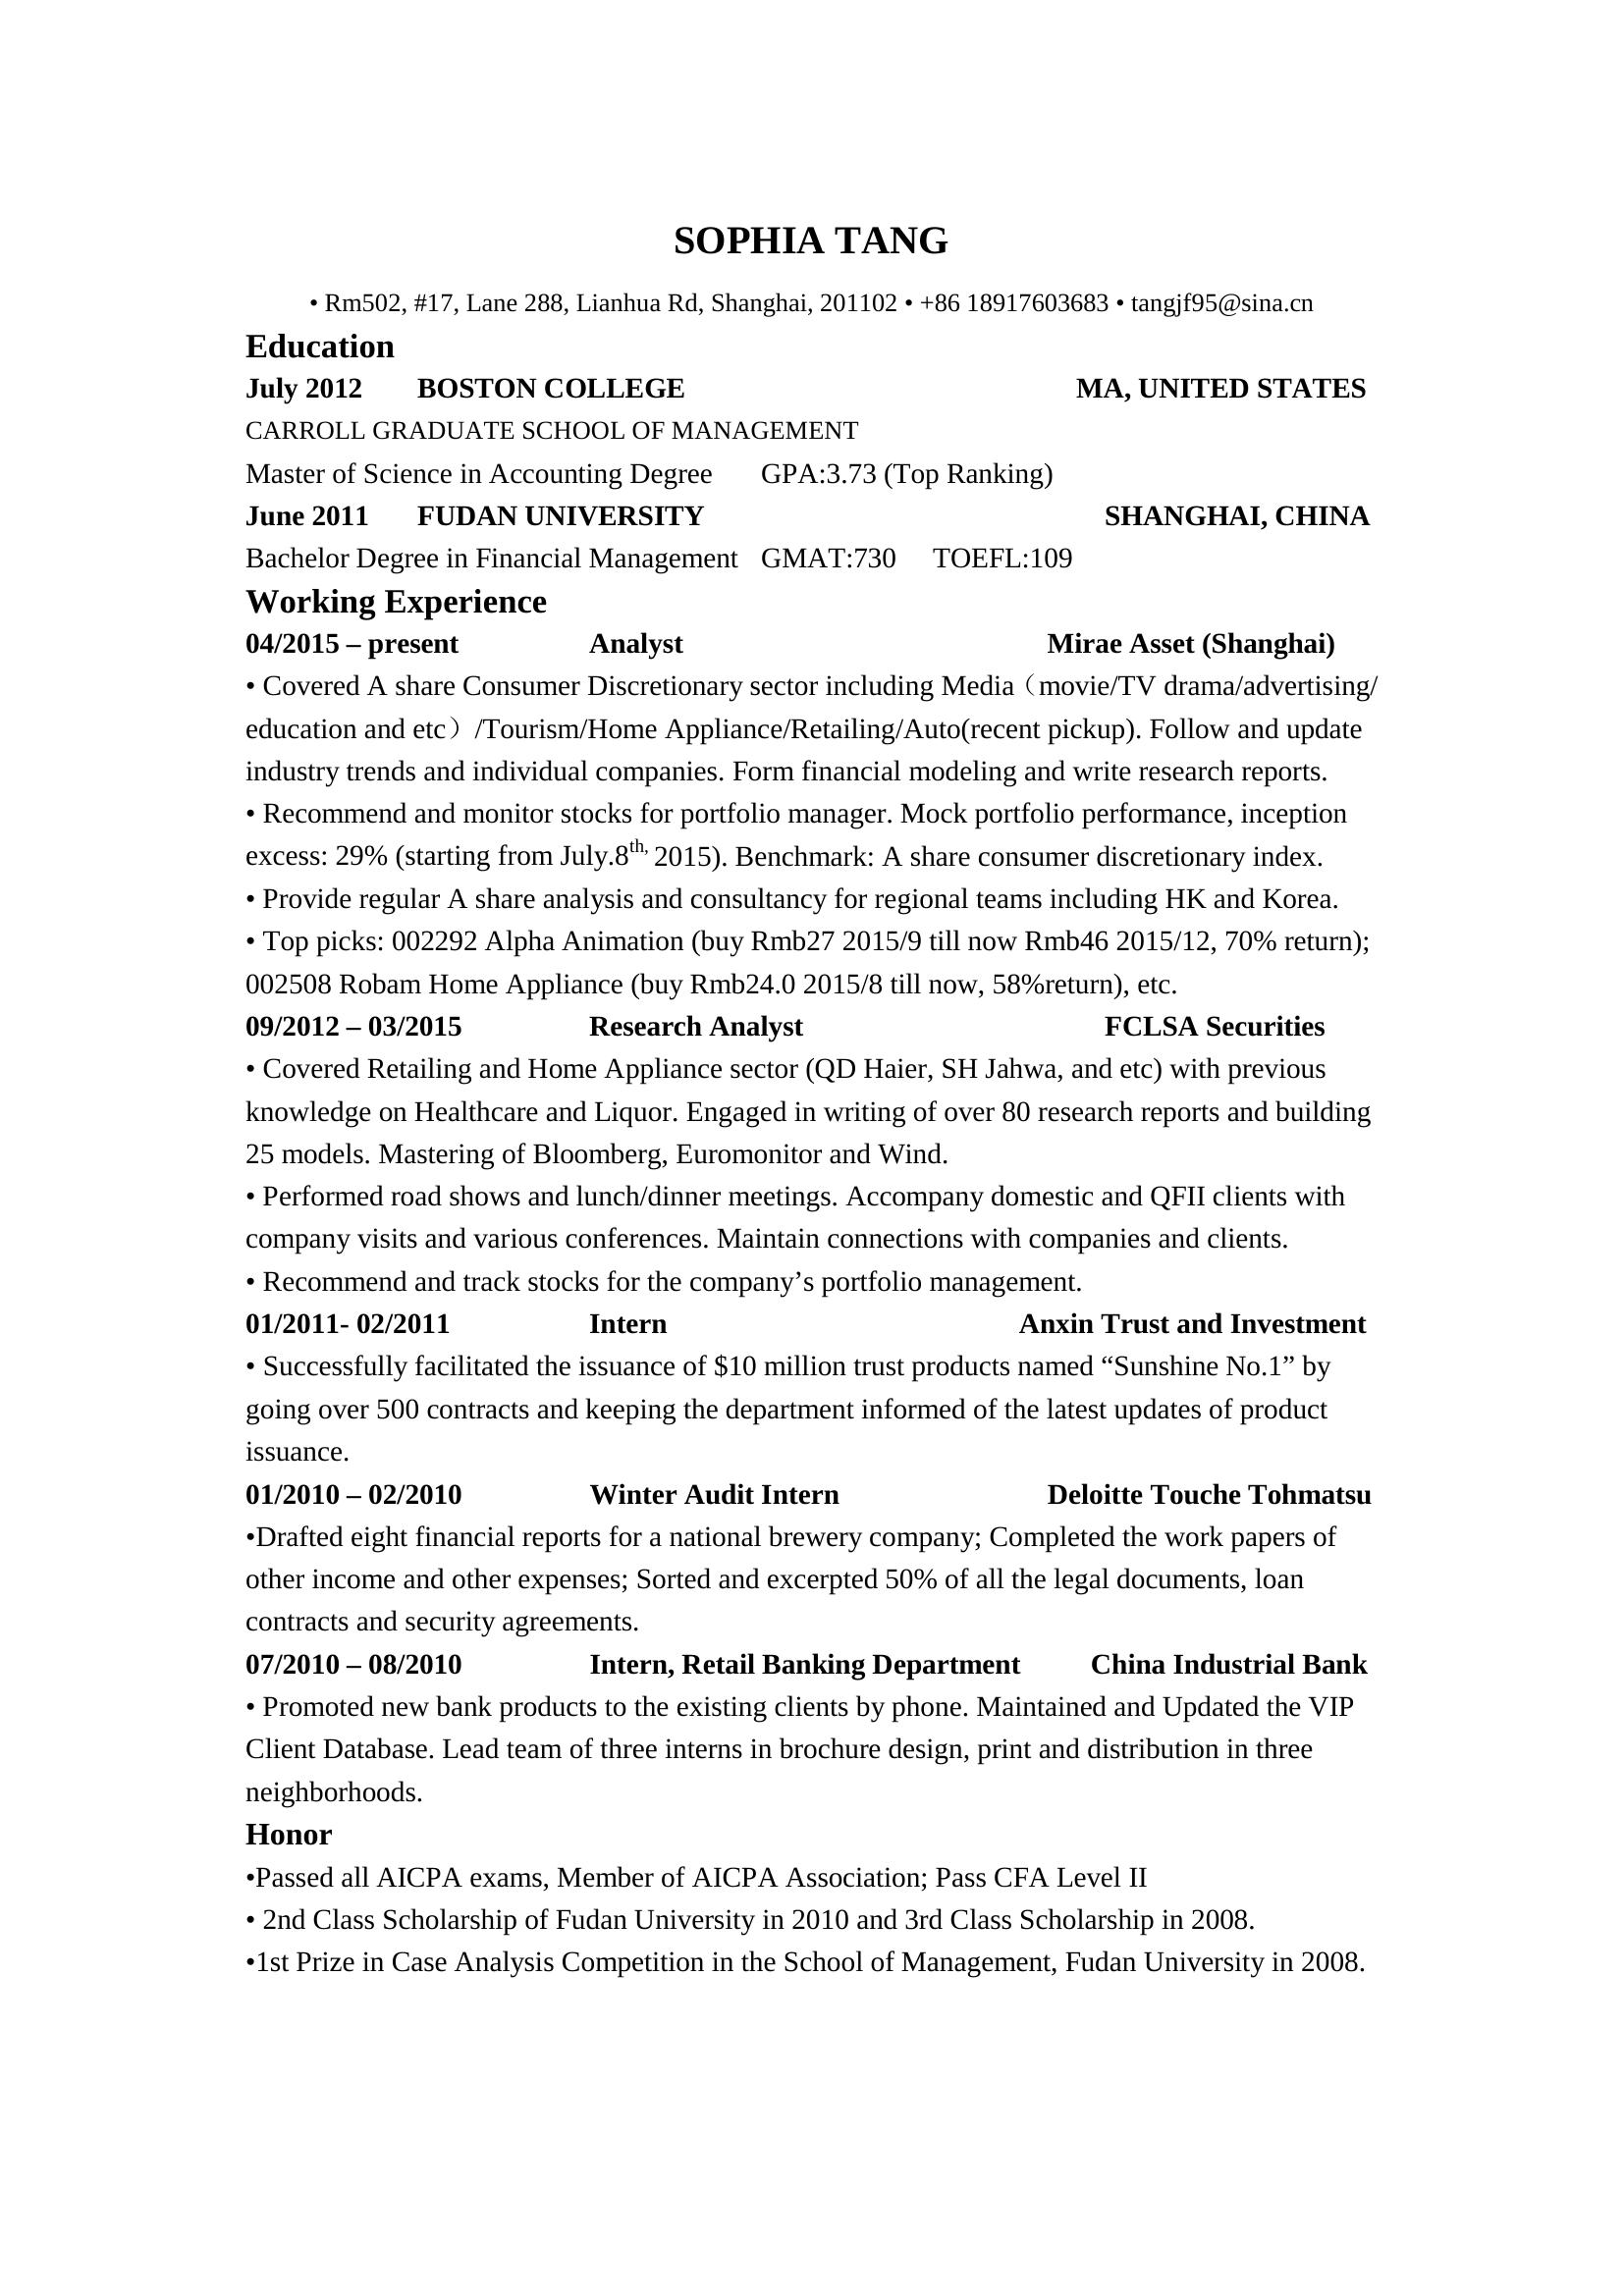 SOPHIA TANG
• Rm502, #17, Lane 288, Lianhua Rd, Shanghai, 201102 • +86 18917603683 • tangjf95@sina.cn
Education
July 2012 BOSTON COLLEGE MA, UNITED STATES
CARROLL GRADUATE SCHOOL OF MANAGEMENT
Master of Science in Accounting Degree GPA:3.73 (Top Ranking)
June 2011 FUDAN UNIVERSITY SHANGHAI, CHINA
Bachelor Degree in Financial Management GMAT:730 TOEFL:109
Working Experience
04/2015 – present Analyst Mirae Asset (Shanghai)
• Covered A share Consumer Discretionary sector including Media（movie/TV drama/advertising/
education and etc）/Tourism/Home Appliance/Retailing/Auto(recent pickup). Follow and update
industry trends and individual companies. Form financial modeling and write research reports.
• Recommend and monitor stocks for portfolio manager. Mock portfolio performance, inception
excess: 29% (starting from July.8th, 2015). Benchmark: A share consumer discretionary index.
• Provide regular A share analysis and consultancy for regional teams including HK and Korea.
• Top picks: 002292 Alpha Animation (buy Rmb27 2015/9 till now Rmb46 2015/12, 70% return);
002508 Robam Home Appliance (buy Rmb24.0 2015/8 till now, 58%return), etc.
09/2012 – 03/2015 Research Analyst FCLSA Securities
• Covered Retailing and Home Appliance sector (QD Haier, SH Jahwa, and etc) with previous
knowledge on Healthcare and Liquor. Engaged in writing of over 80 research reports and building
25 models. Mastering of Bloomberg, Euromonitor and Wind.
• Performed road shows and lunch/dinner meetings. Accompany domestic and QFII clients with
company visits and various conferences. Maintain connections with companies and clients.
• Recommend and track stocks for the company’s portfolio management.
01/2011- 02/2011 Intern Anxin Trust and Investment
• Successfully facilitated the issuance of $10 million trust products named “Sunshine No.1” by
going over 500 contracts and keeping the department informed of the latest updates of product
issuance.
01/2010 – 02/2010 Winter Audit Intern Deloitte Touche Tohmatsu
•Drafted eight financial reports for a national brewery company; Completed the work papers of
other income and other expenses; Sorted and excerpted 50% of all the legal documents, loan
contracts and security agreements.
07/2010 – 08/2010 Intern, Retail Banking Department China Industrial Bank
• Promoted new bank products to the existing clients by phone. Maintained and Updated the VIP
Client Database. Lead team of three interns in brochure design, print and distribution in three
neighborhoods.
Honor
•Passed all AICPA exams, Member of AICPA Association; Pass CFA Level II
• 2nd Class Scholarship of Fudan University in 2010 and 3rd Class Scholarship in 2008.
•1st Prize in Case Analysis Competition in the School of Management, Fudan University in 2008.